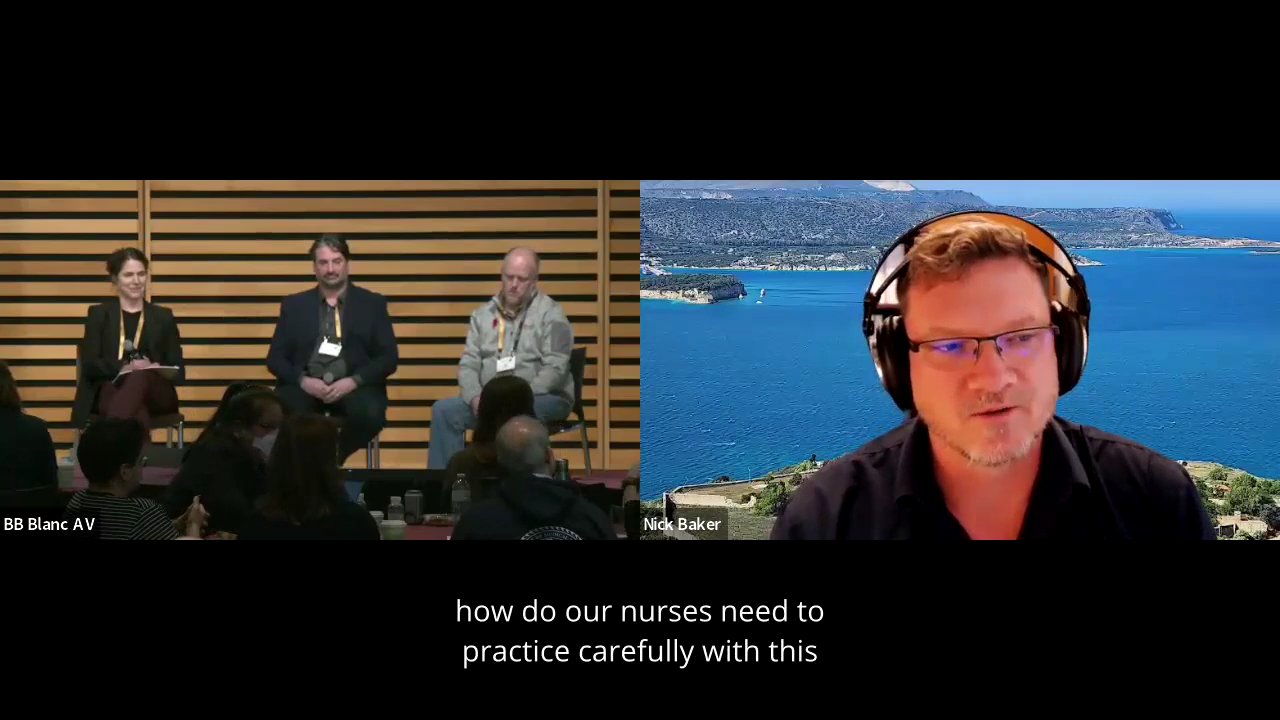 BB Blanc AV
Nick Baker
how do our nurses need to
practice carefully with this